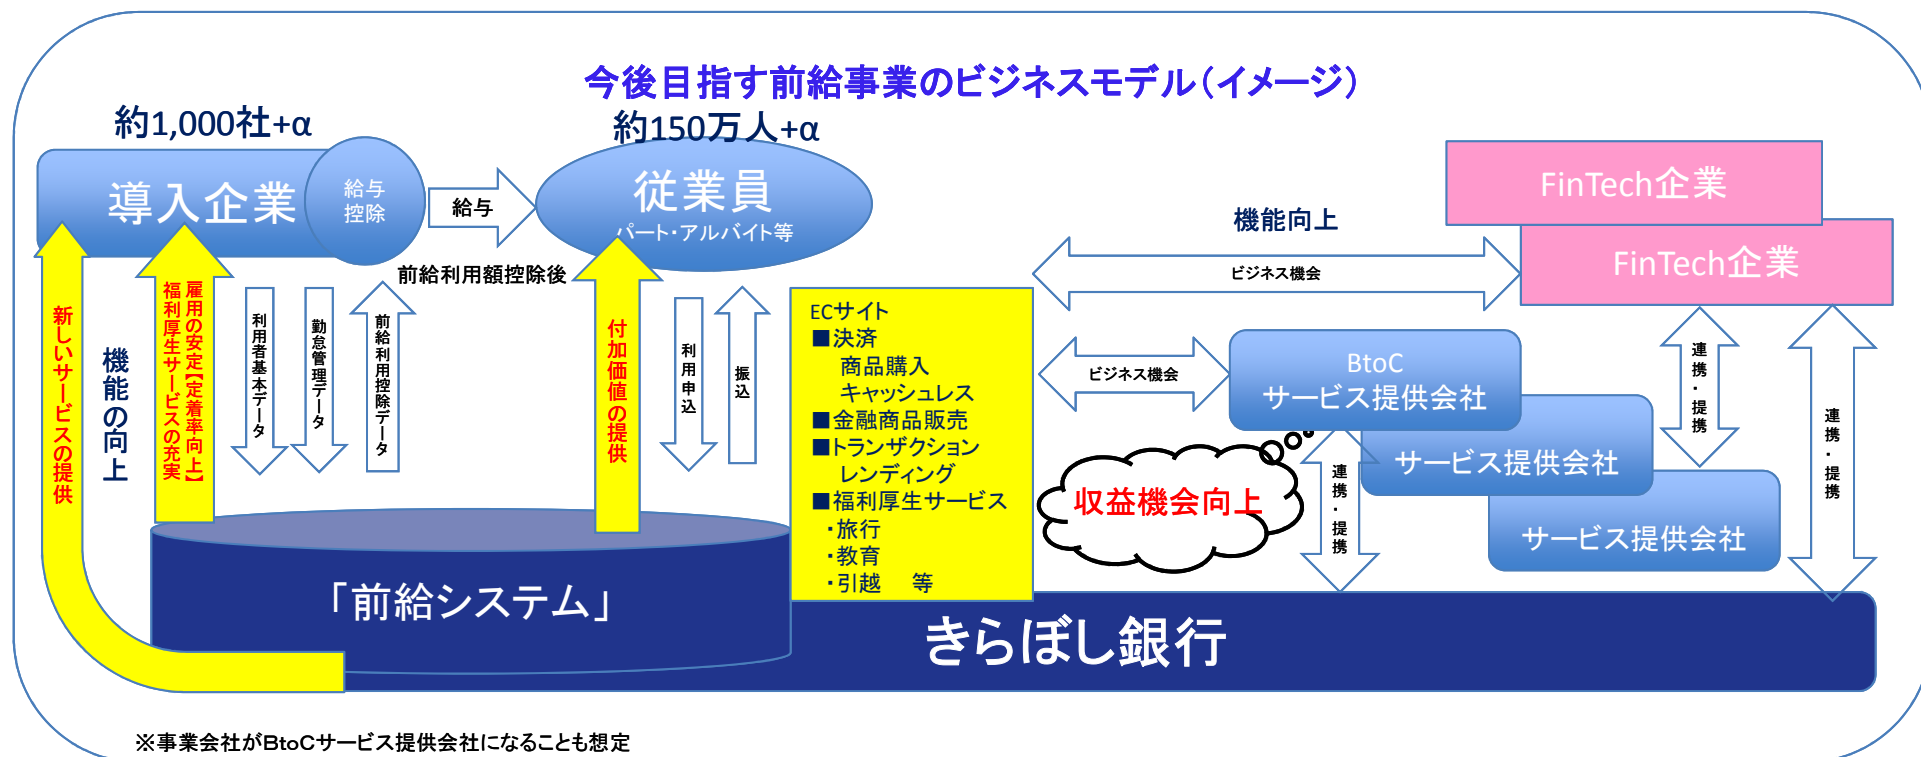 今後目指す前給事業のビジネスモデル（イメージ）
約1,000社+α
約150万人+α
導入企業
給与
控除
給与
従業員
パート・アルバイト等
前給利用額控除後
FinTech企業
FinTech企業
機能向上
ビジネス機会
新しいサービスの提供
機能の向上
雇用の安定【定着率向上】
福利厚生サービスの充実
利用者基本データ
勤怠管理データ
前給利用控除データ
付加価値の提供
利用申込
振込
ECサイト
■決済
商品購入
キャッシュレス
■金融商品販売
■トランザクション
レンディング
■福利厚生サービス
・旅行
・教育
・引越　等
ビジネス機会
BtoC
サービス提供会社
サービス提供会社
サービス提供会社
連携・提携
連携・提携
連携・提携
収益機会向上
「前給システム」
きらぼし銀行
※事業会社がBtoCサービス提供会社になることも想定